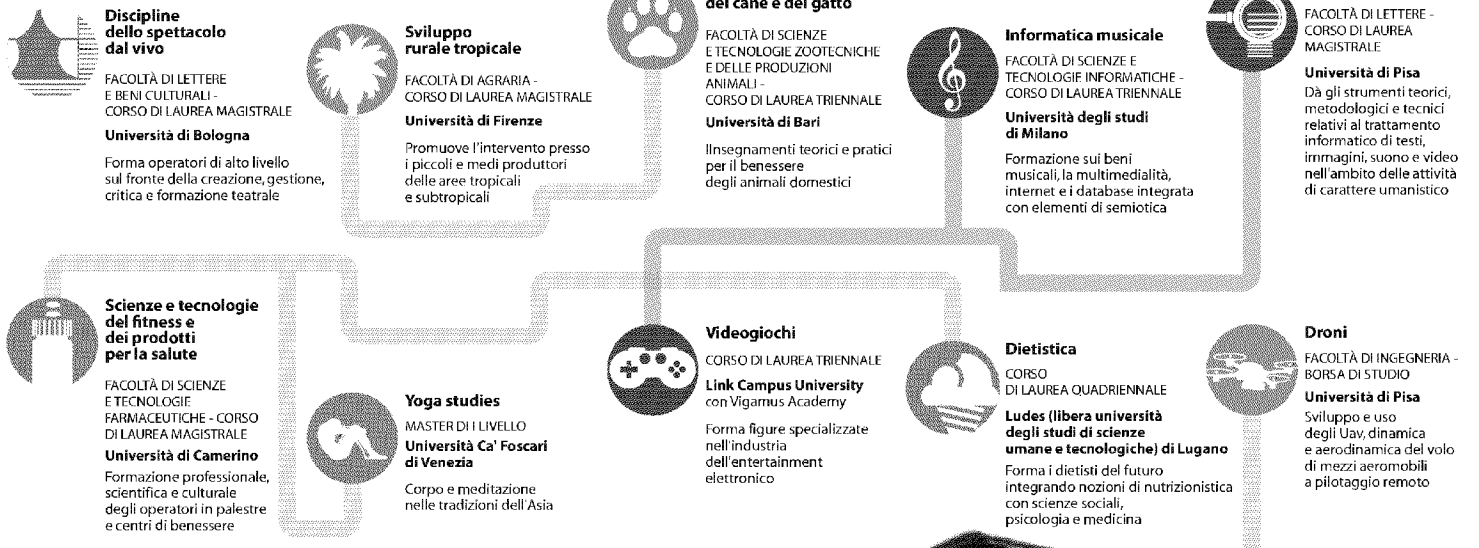 Discipline
dello spettacolo
dal vivo
FACOLTÀ DI LETTERE
E BENI CULTURALI -
CORSO DI LAUREA MAGISTRALE
Università di Bologna
Forma operatori di alto livello
sul fronte della creazione, gestione,
critica e formazione teatrale
Sviluppo
rurale tropicale
FACOLTÀ DI AGRARIA -
CORSO DI LAUREA MAGISTRALE
Università di Firenze
Promuove l'intervento presso
i piccoli e medi produttori
delle aree tropicali
e subtropicali
del cane e del gatto
FACOLTÀ DI SCIENZE
E TECNOLOGIE ZOOTECNICHE
E DELLE PRODUZIONI
ANIMALI -
CORSO DI LAUREA TRIENNALE
Università di Bari
IInsegnamenti teorici e pratici
per il benessere
degli animali domestici
Informatica musicale
FACOLTÀ DI SCIENZE E
TECNOLOGIE INFORMATICHE -
CORSO DI LAUREA TRIENNALE
Università degli studi
di Milano
Formazione sui beni
musicali, la multimedialità,
internet e i database integrata
con elementi di semiotica
FACOLTÀ DI LETTERE -
CORSO DI LAUREA
MAGISTRALE
Università di Pisa
Dà gli strumenti teorici,
metodologici e tecnici
relativi al trattamento
informatico di testi,
immagini, suono e video
nell'ambito delle attività
di carattere umanistico
Scienze e tecnologie
del fitness e
dei prodotti
per la salute
FACOLTÀ DI SCIENZE
E TECNOLOGIE
FARMACEUTICHE - CORSO
DI LAUREA MAGISTRALE
Università di Camerino
Formazione professionale,
scientifica e culturale
degli operatori in palestre
e centri di benessere
Yoga studies
MASTER DI I LIVELLO
Università Ca' Foscari
di Venezia
Corpo e meditazione
nelle tradizioni dell'Asia
Videogiochi
CORSO DI LAUREA TRIENNALE
Link Campus University
con Vigamus Academy
Forma figure specializzate
nell'industria
dell'entertainment
elettronico
Dietistica
CORSO
DI LAUREA QUADRIENNALE
Ludes (libera università
degli studi di scienze
umane e tecnologiche) di Lugano
Forma i dietisti del futuro
integrando nozioni di nutrizionistica
con scienze sociali,
psicologia e medicina
Droni
FACOLTÀ DI INGEGNERIA -
BORSA DI STUDIO
Università di Pisa
Sviluppo e uso
degli Uav, dinamica
e aerodinamica del volo
di mezzi aeromobili
a pilotaggio remoto